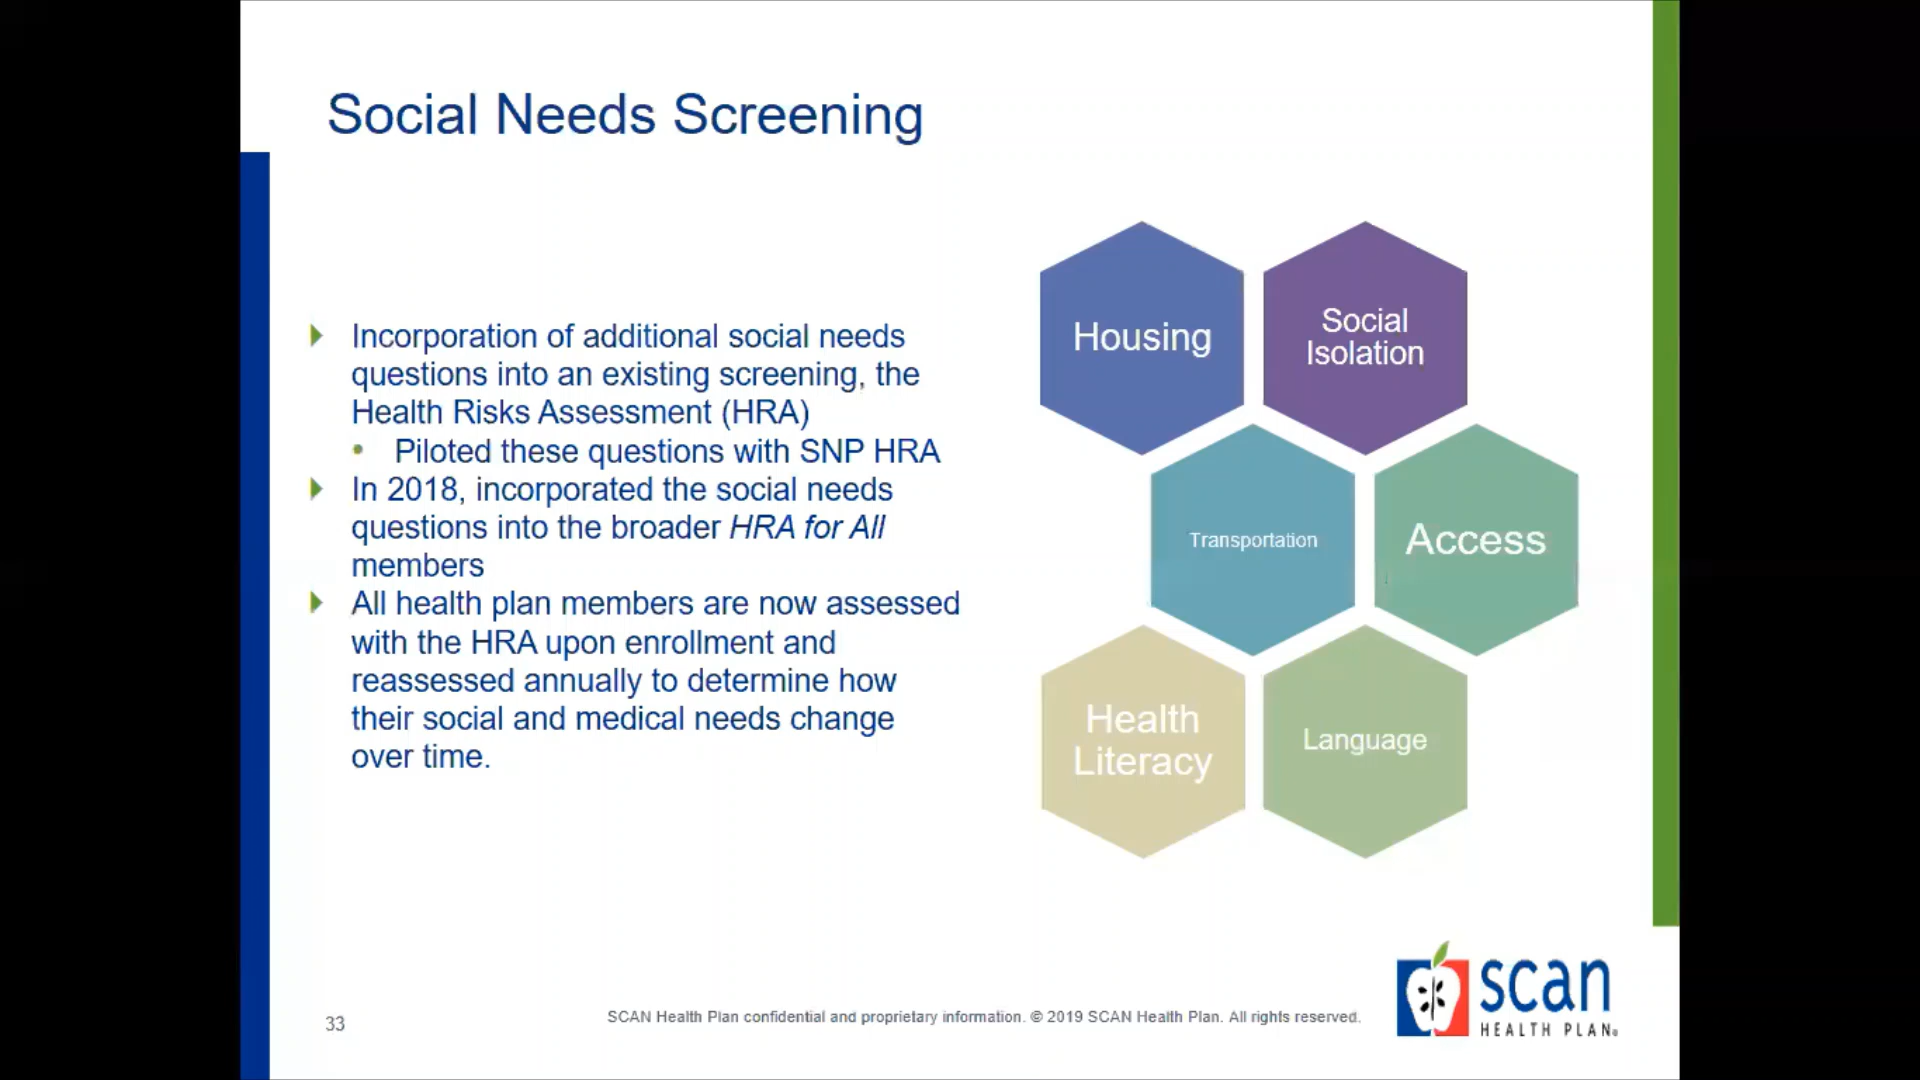 Social Needs Screening
Incorporation of additional social needs
questions into an existing screening, the
Health Risks Assessment (HRA)
Piloted these questions with SNP HRA
In 2018, incorporated the social needs
questions into the broader HRA for All
members
All health plan members are now assessed
with the HRA upon enrollment and
reassessed annually to determine how
their social and medical needs change
over time.
Housing
Social
Isolation
Transportation
Access
Health
Literacy
Language
33
SCAN Health Plan confidential and proprietary information. © 2019 SCAN Health Plan. All rights reserved.
scan
HEALTH PLAN®